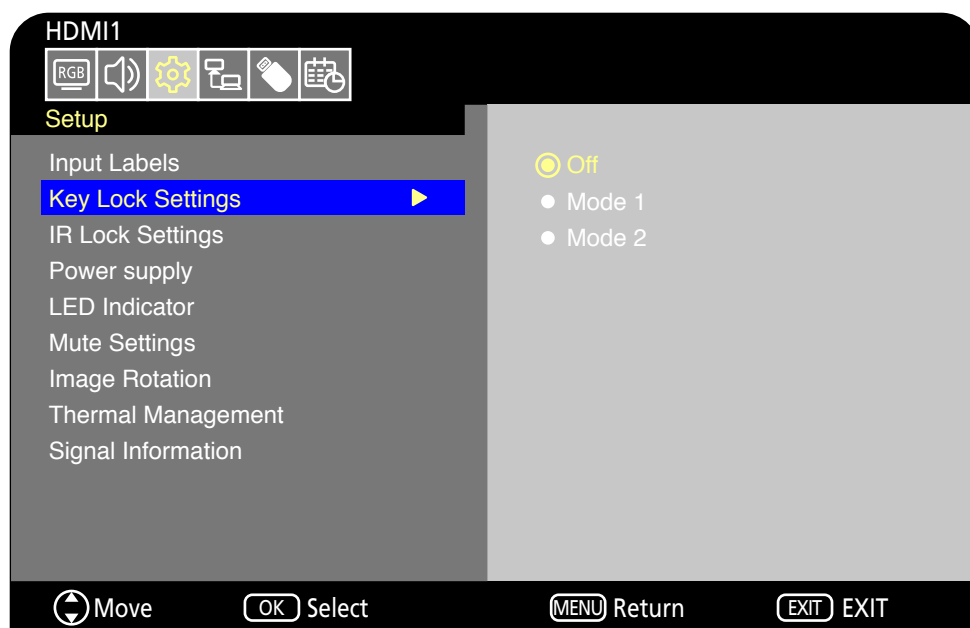 HDMI1
RGB
Setup
Input Labels
Key Lock Settings
IR Lock Settings
Power supply
LED Indicator
Mute Settings
Image Rotation
Thermal Management
Signal Information
Off
Mode 1
Mode 2
Move OK Select MENU Return EXIT EXIT